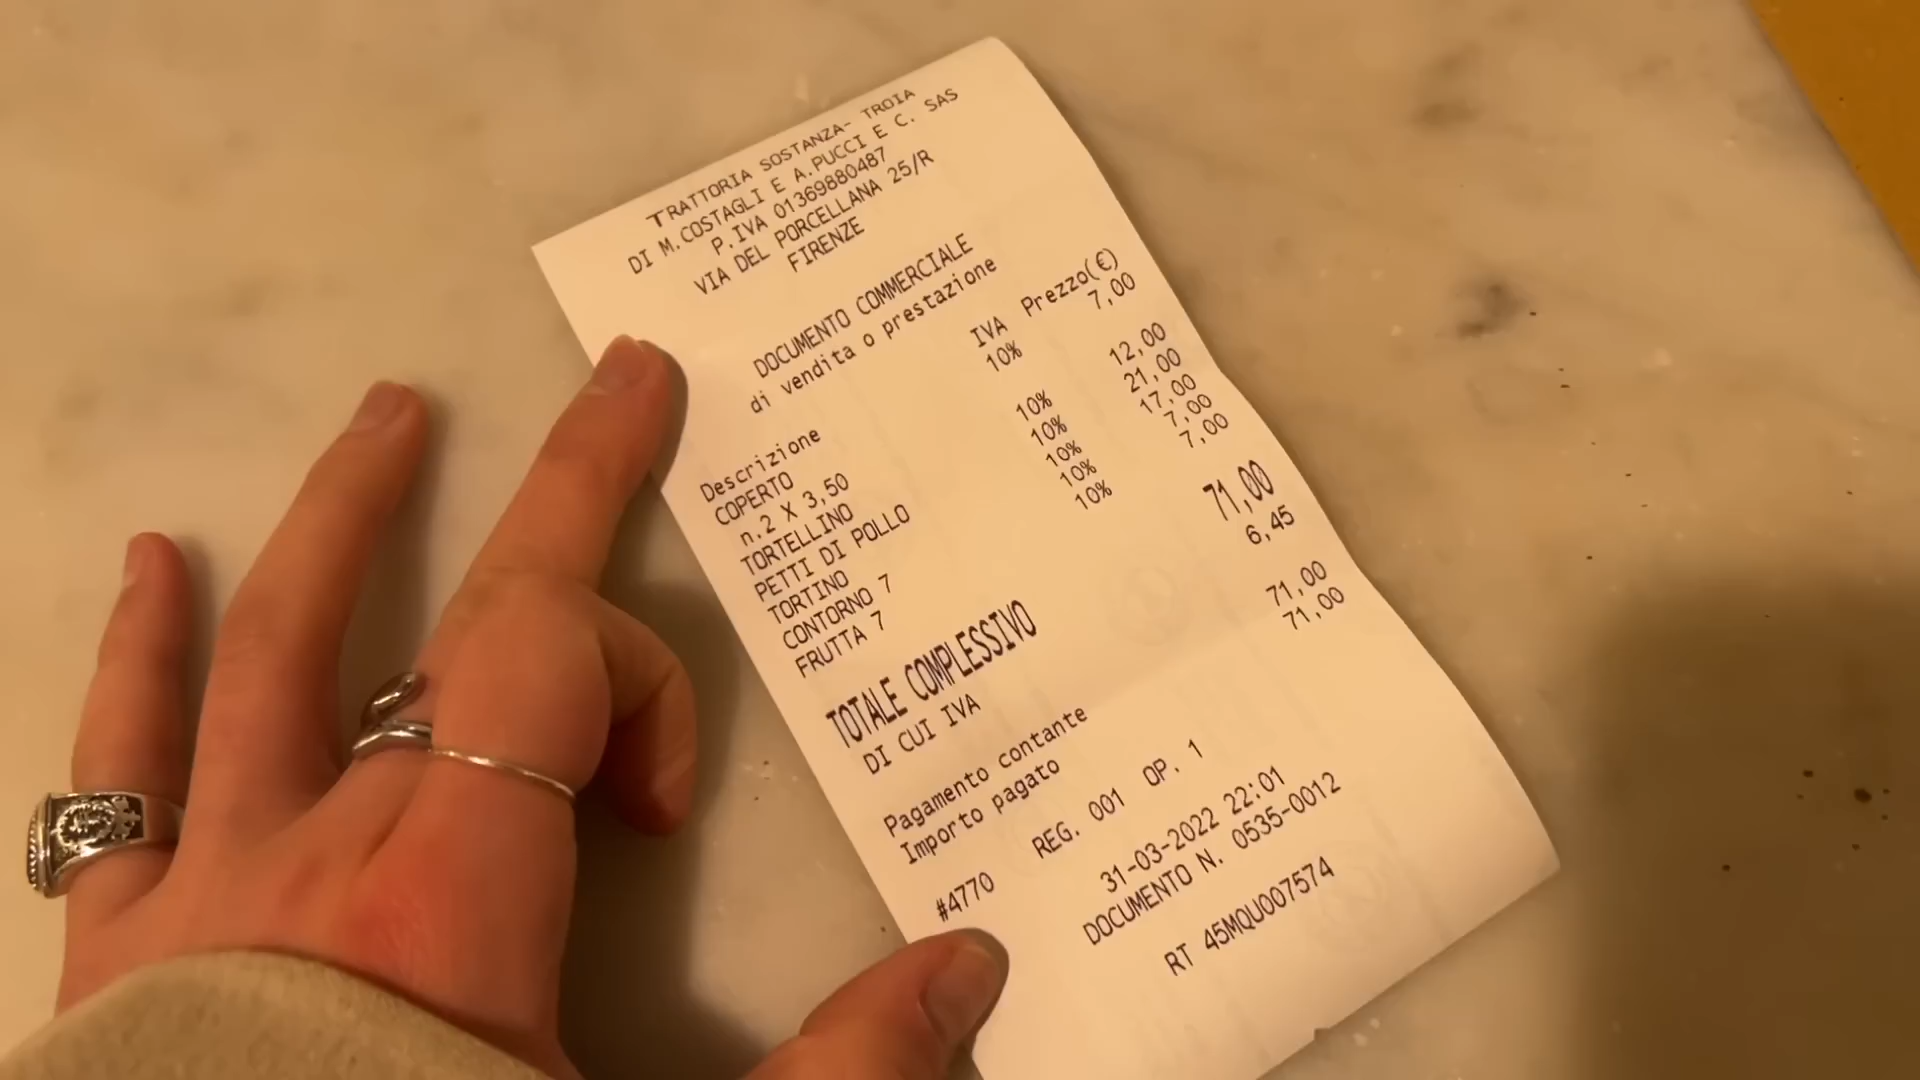 TRATTORIA SOSTANZA- TROIA
DI M.COSTAGLI E A.PUCCI E C. SAS
P.IVA 01369880487
VIA DEL PORCELLANA 25/R
FIRENZE
DOCUMENTO COMMERCIALE
di vendita o prestazione
Descrizione IVA Prezzo(€)
COPERTO 10% 7,00
n.2 X 3,50
TORTELLINO 10% 12,00
PETTI DI POLLO 10% 21,00
TORTINO 10% 17,00
CONTORNO 7 10% 7,00
FRUTTA 7 10% 7,00
TOTALE COMPLESSIVO 71,00
DI CUI IVA 6,45
Pagamento contante 71,00
Importo pagato 71,00
#4770 REG. 001 OP. 1
31-03-2022 22:01
DOCUMENTO N. 0535-0012
RT 45MQU007574